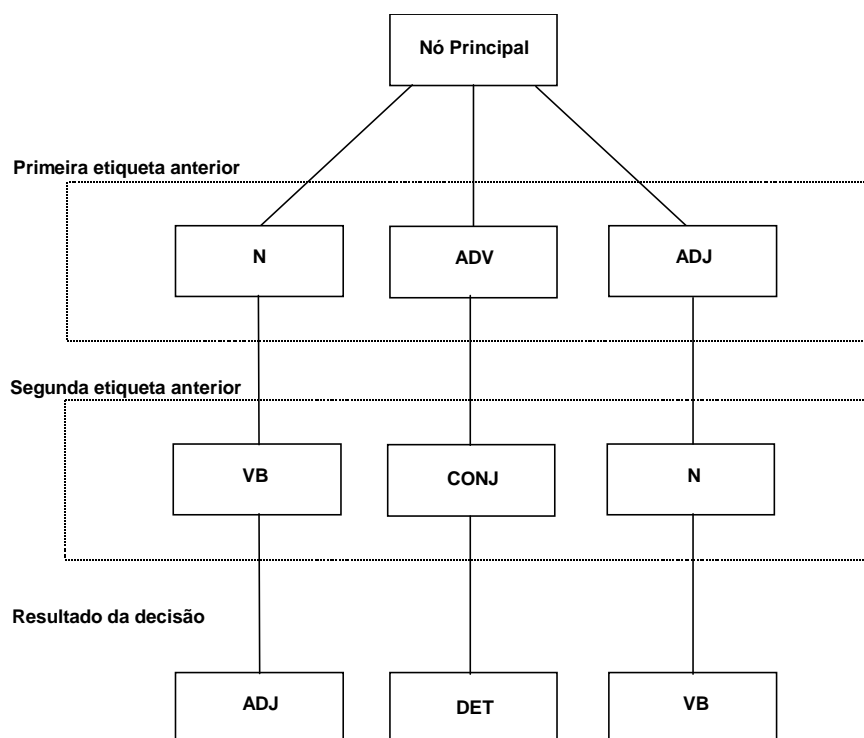 Nó Principal
Primeira etiqueta anterior
N
ADV
ADJ
Segunda etiqueta anterior
VB
CONJ
N
Resultado da decisão
ADJ
DET
VB